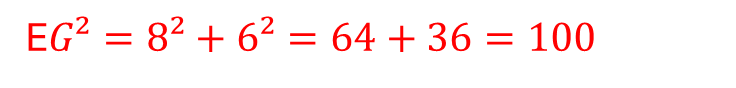 EG² = 8² + 6² = 64 + 36 = 100